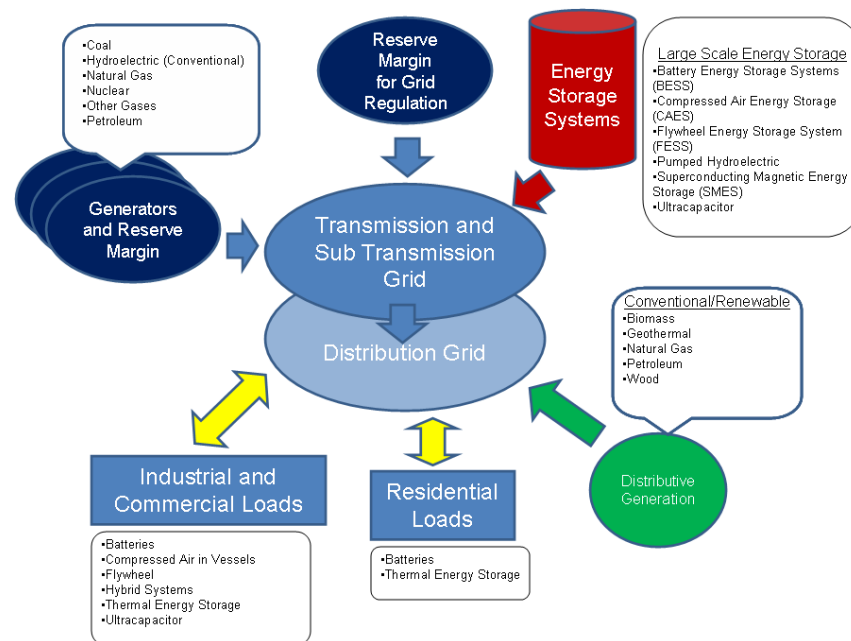 ▪Coal
▪Hydroelectric (Conventional)
▪Natural Gas
▪Nuclear
▪Other Gases
▪Petroleum
Generators
and Reserve
Margin
Reserve
Margin
for Grid
Regulation
Energy
Storage
Systems
Large Scale Energy Storage
▪Battery Energy Storage Systems
(BESS)
▪Compressed Air Energy Storage
(CAES)
▪Flywheel Energy Storage System
(FESS)
▪Pumped Hydroelectric
▪Superconducting Magnetic Energy
Storage (SMES)
▪Ultracapacitor
Transmission and
Sub Transmission
Grid
Distribution Grid
Conventional/Renewable
▪Biomass
▪Geothermal
▪Natural Gas
▪Petroleum
▪Wood
Distributive
Generation
Industrial and
Commercial Loads
▪Batteries
▪Compressed Air in Vessels
▪Flywheel
▪Hybrid Systems
▪Thermal Energy Storage
▪Ultracapacitor
Residential
Loads
▪Batteries
▪Thermal Energy Storage